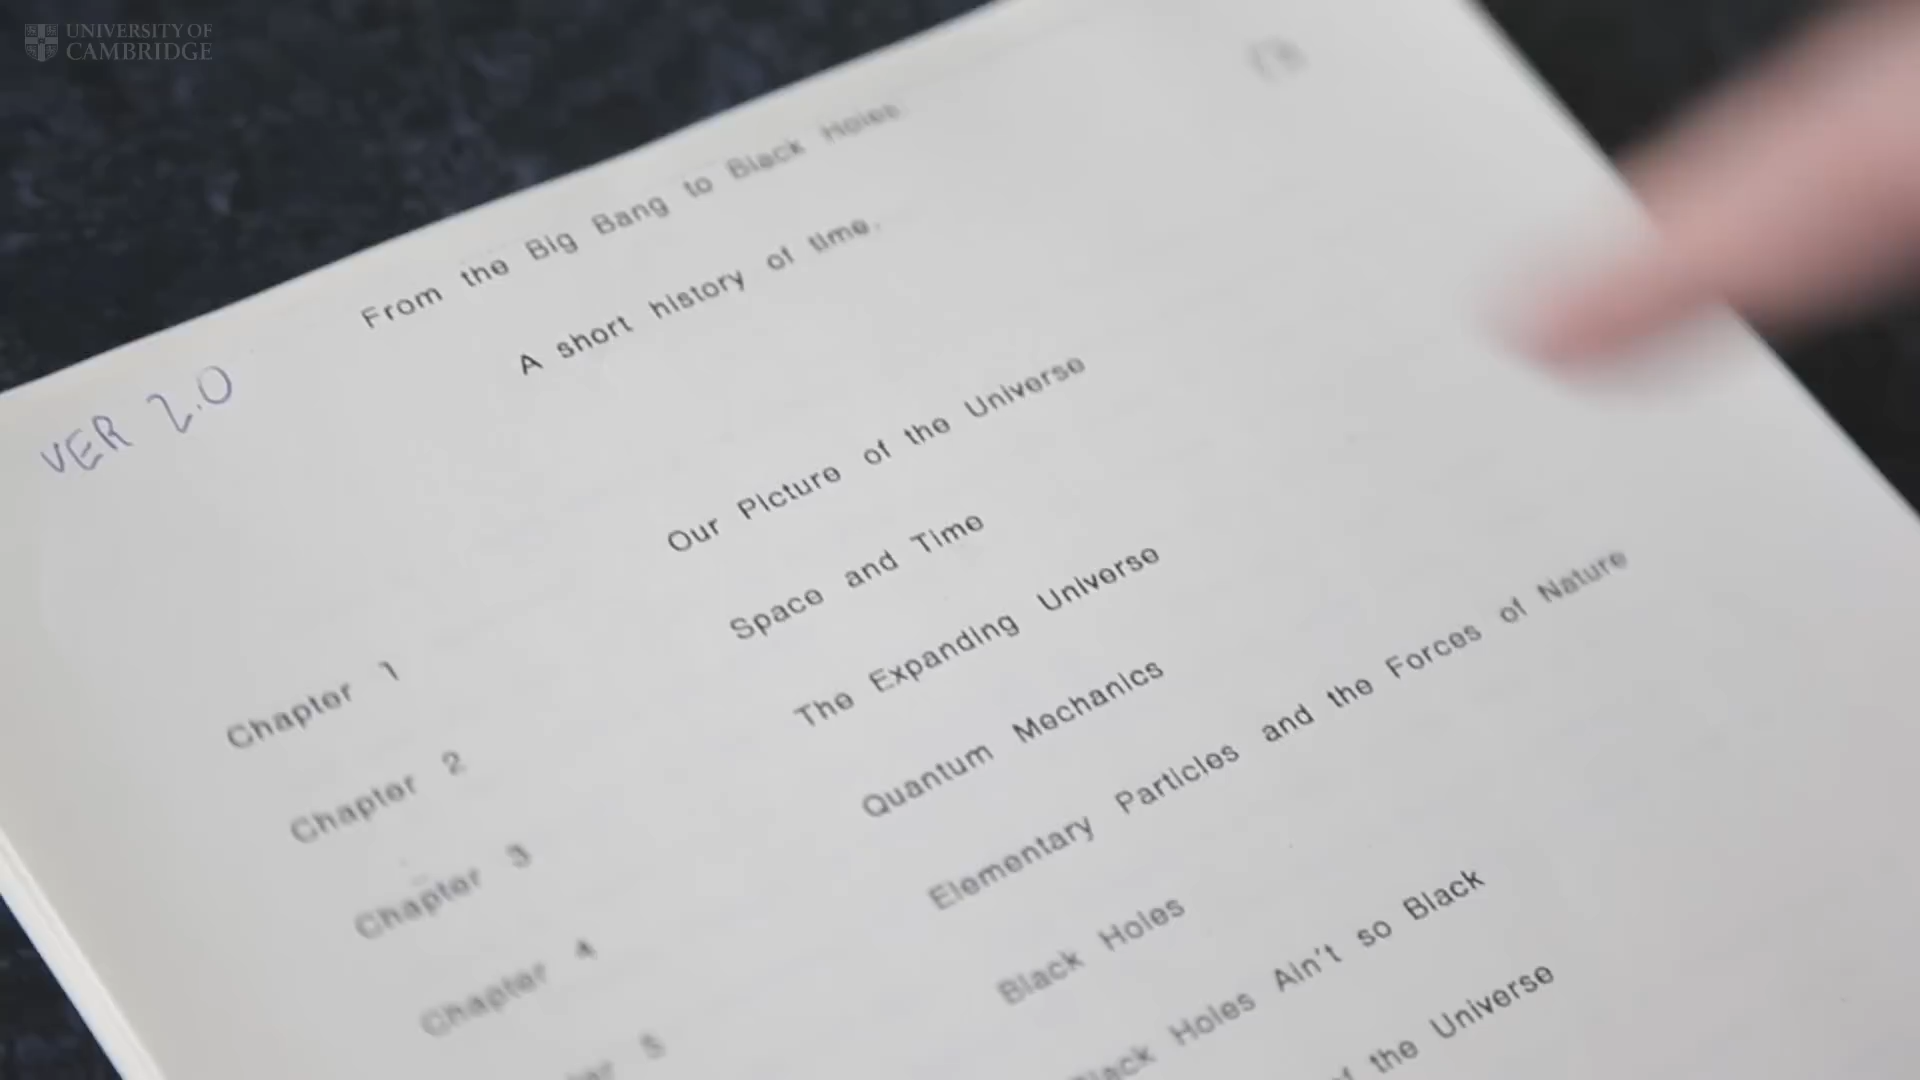 UNIVERSITY OF
CAMBRIDGE
From the Big Bang to Black Holes.
A short history of time.
VER 2.0
Chapter 1 Our Picture of the Universe
Chapter 2 Space and Time
Chapter 3 The Expanding Universe
Chapter 4 Quantum Mechanics
5 Elementary Particles and the Forces of Nature
Black Holes
Black Holes Ain't so Black
of the Universe